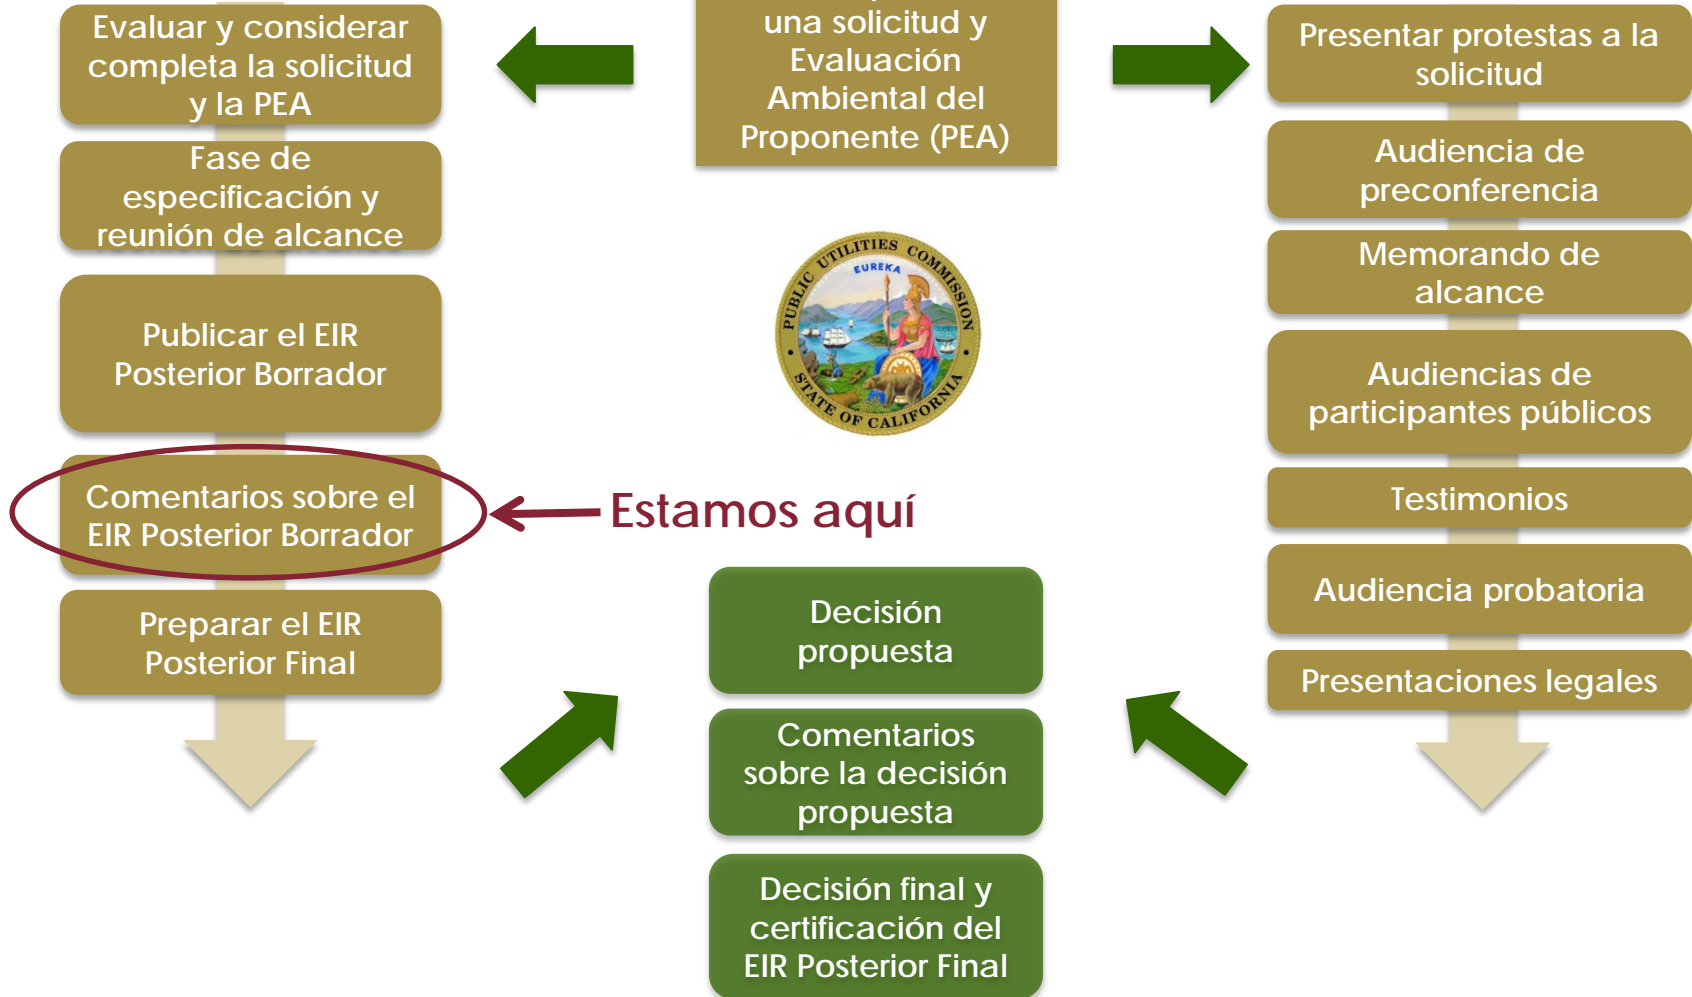 Evaluar y considerar
completa la solicitud
y la PEA
Fase de
especificación y
reunión de alcance
Publicar el EIR
Posterior Borrador
Comentarios sobre el
EIR Posterior Borrador
Preparar el EIR
Posterior Final
una solicitud y
Evaluación
Ambiental del
Proponente (PEA)
PUBLIC UTILITIES COMMISSION
EUREKA
STATE OF CALIFORNIA
Estamos aquí
Decisión
propuesta
Comentarios
sobre la decisión
propuesta
Decisión final y
certificación del
EIR Posterior Final
Presentar protestas a la
solicitud
Audiencia de
preconferencia
Memorando de
alcance
Audiencias de
participantes públicos
Testimonios
Audiencia probatoria
Presentaciones legales